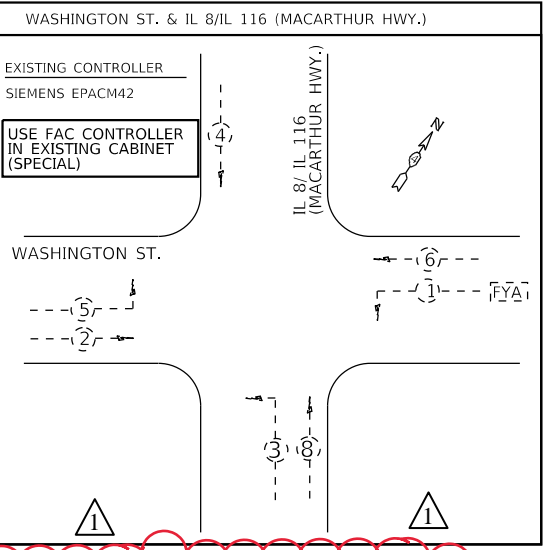 WASHINGTON ST. & IL 8/IL 116 (MACARTHUR HWY.)
EXISTING CONTROLLER
SIEMENS EPACM42
USE FAC CONTROLLER
IN EXISTING CABINET
(SPECIAL)
4
IL 8/ IL 116
(MACARTHUR HWY.)
N
WASHINGTON ST.
6
1
FYA
5
2
3
8
1
1